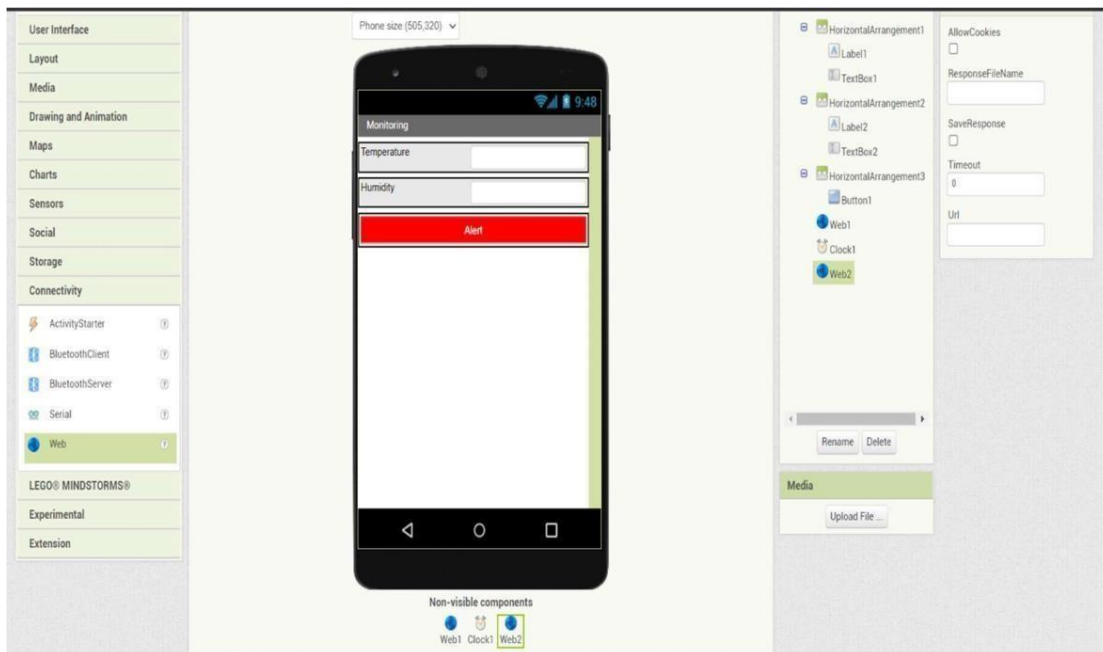 User Interface
Layout
Media
Drawing and Animation
Maps
Charts
Sensors
Social
Storage
Connectivity
ActivityStarter
BluetoothClient
BluetoothServer
Serial
Web
LEGO® MINDSTORMS®
Experimental
Extension
Phone size (505,320)
9:48
Monitoring
Temperature
Humidity
Alert
Non-visible components
Web1 Clock1 Web2
HorizontalArrangement1
Label1
TextBox1
HorizontalArrangement2
Label2
TextBox2
HorizontalArrangement3
Button1
Web1
Clock1
Web2
Rename Delete
Media
Upload File ...
AllowCookies
ResponseFileName
SaveResponse
Timeout
0
Url